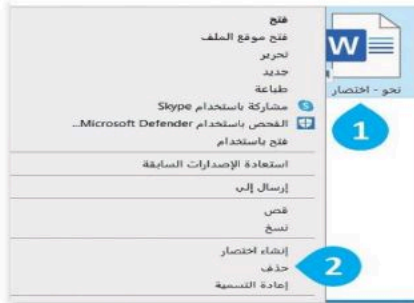 فتح
فتح موقع الملف
تحرير
جديد
طباعة
مشاركة باستخدام Skype
الفحص باستخدام Microsoft Defender...
فتح باستخدام
استعادة الإصدارات السابقة
إرسال إلى
قص
نسخ
إنشاء اختصار
حذف
إعادة التسمية
W
نحو - اختصار
1
2